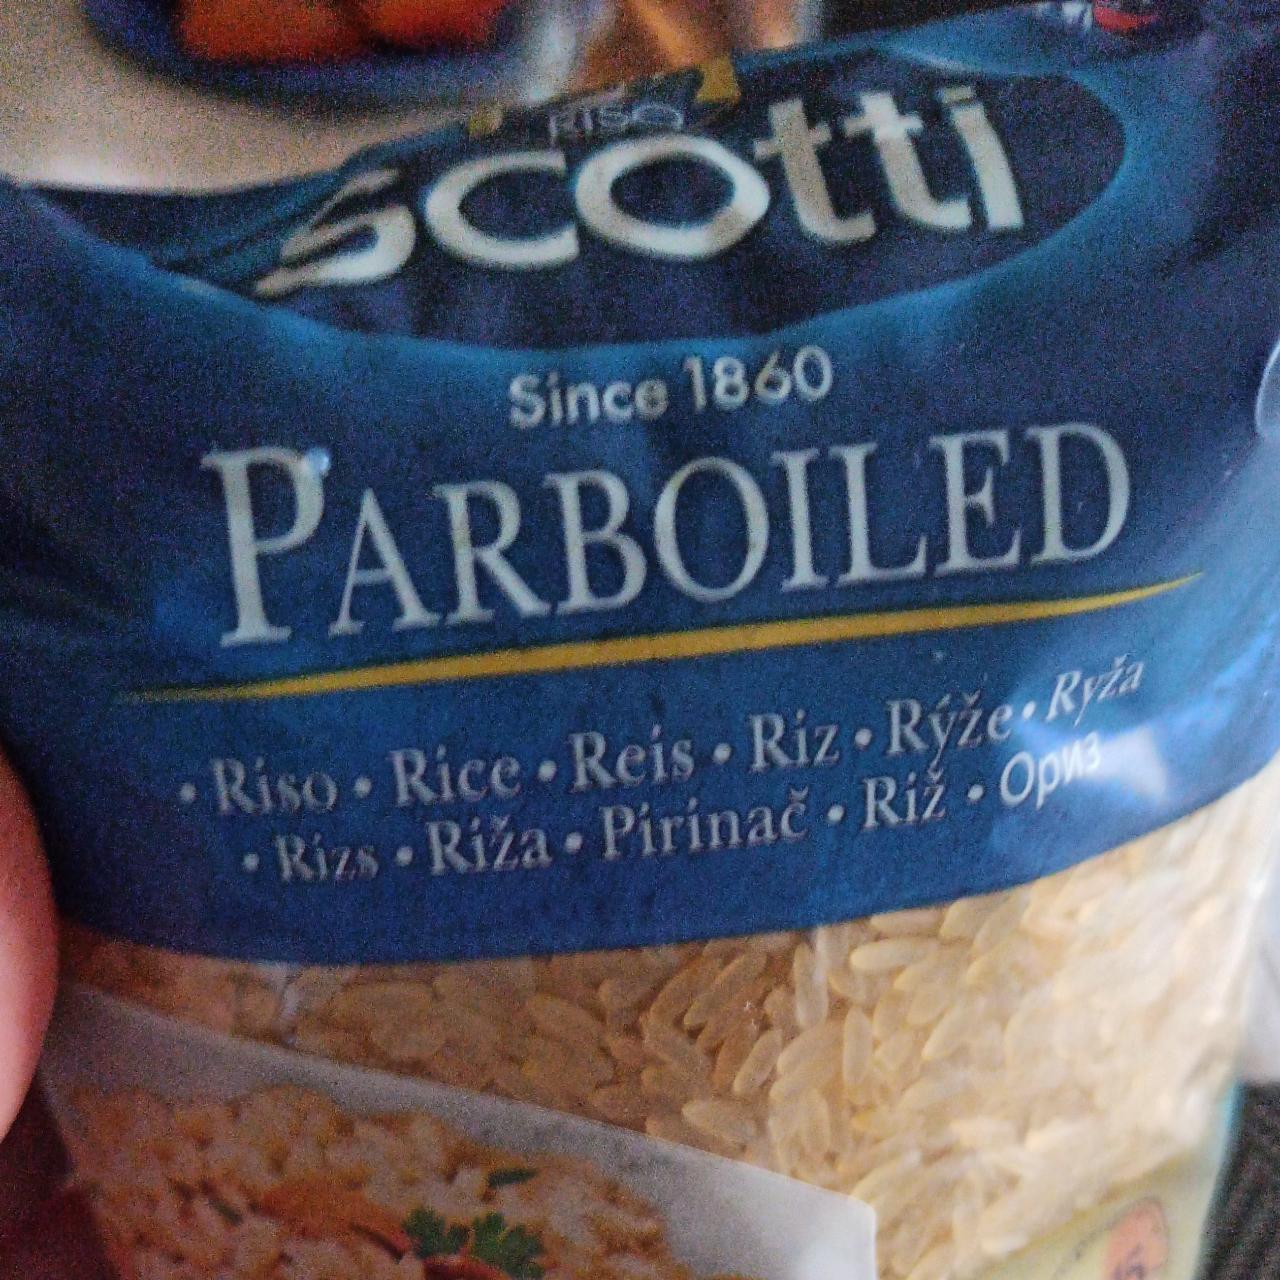 RISO
scotti
Since 1860
PARBOILED
• Riso • Rice • Reis • Riz • Rýže • Ryža
• Rizs • Riža • Pirinač • Riž • Ориз